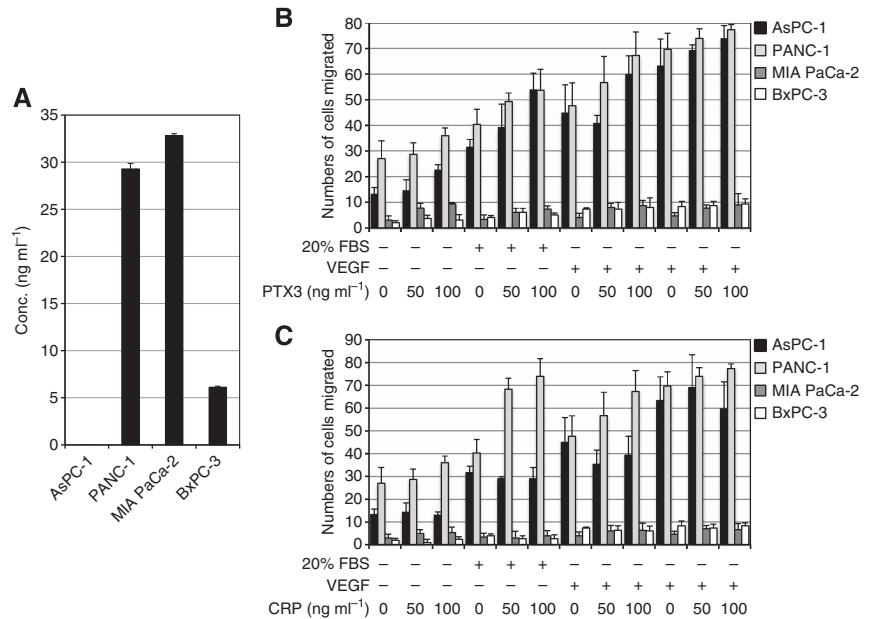 A
Conc. (ng ml⁻¹)
35
30
25
20
15
10
5
0
AsPC-1
PANC-1
MIA PaCa-2
BxPC-3
B
Numbers of cells migrated
80
70
60
50
40
30
20
10
0
AsPC-1
PANC-1
MIA PaCa-2
BxPC-3
20% FBS – – – + + + – – – – – –
VEGF – – – – – – + + + + + +
PTX3 (ng ml⁻¹) 0 50 100 0 50 100 0 50 100 0 50 100
C
Numbers of cells migrated
90
80
70
60
50
40
30
20
10
0
AsPC-1
PANC-1
MIA PaCa-2
BxPC-3
20% FBS – – – + + + – – – – – –
VEGF – – – – – – + + + + + +
CRP (ng ml⁻¹) 0 50 100 0 50 100 0 50 100 0 50 100